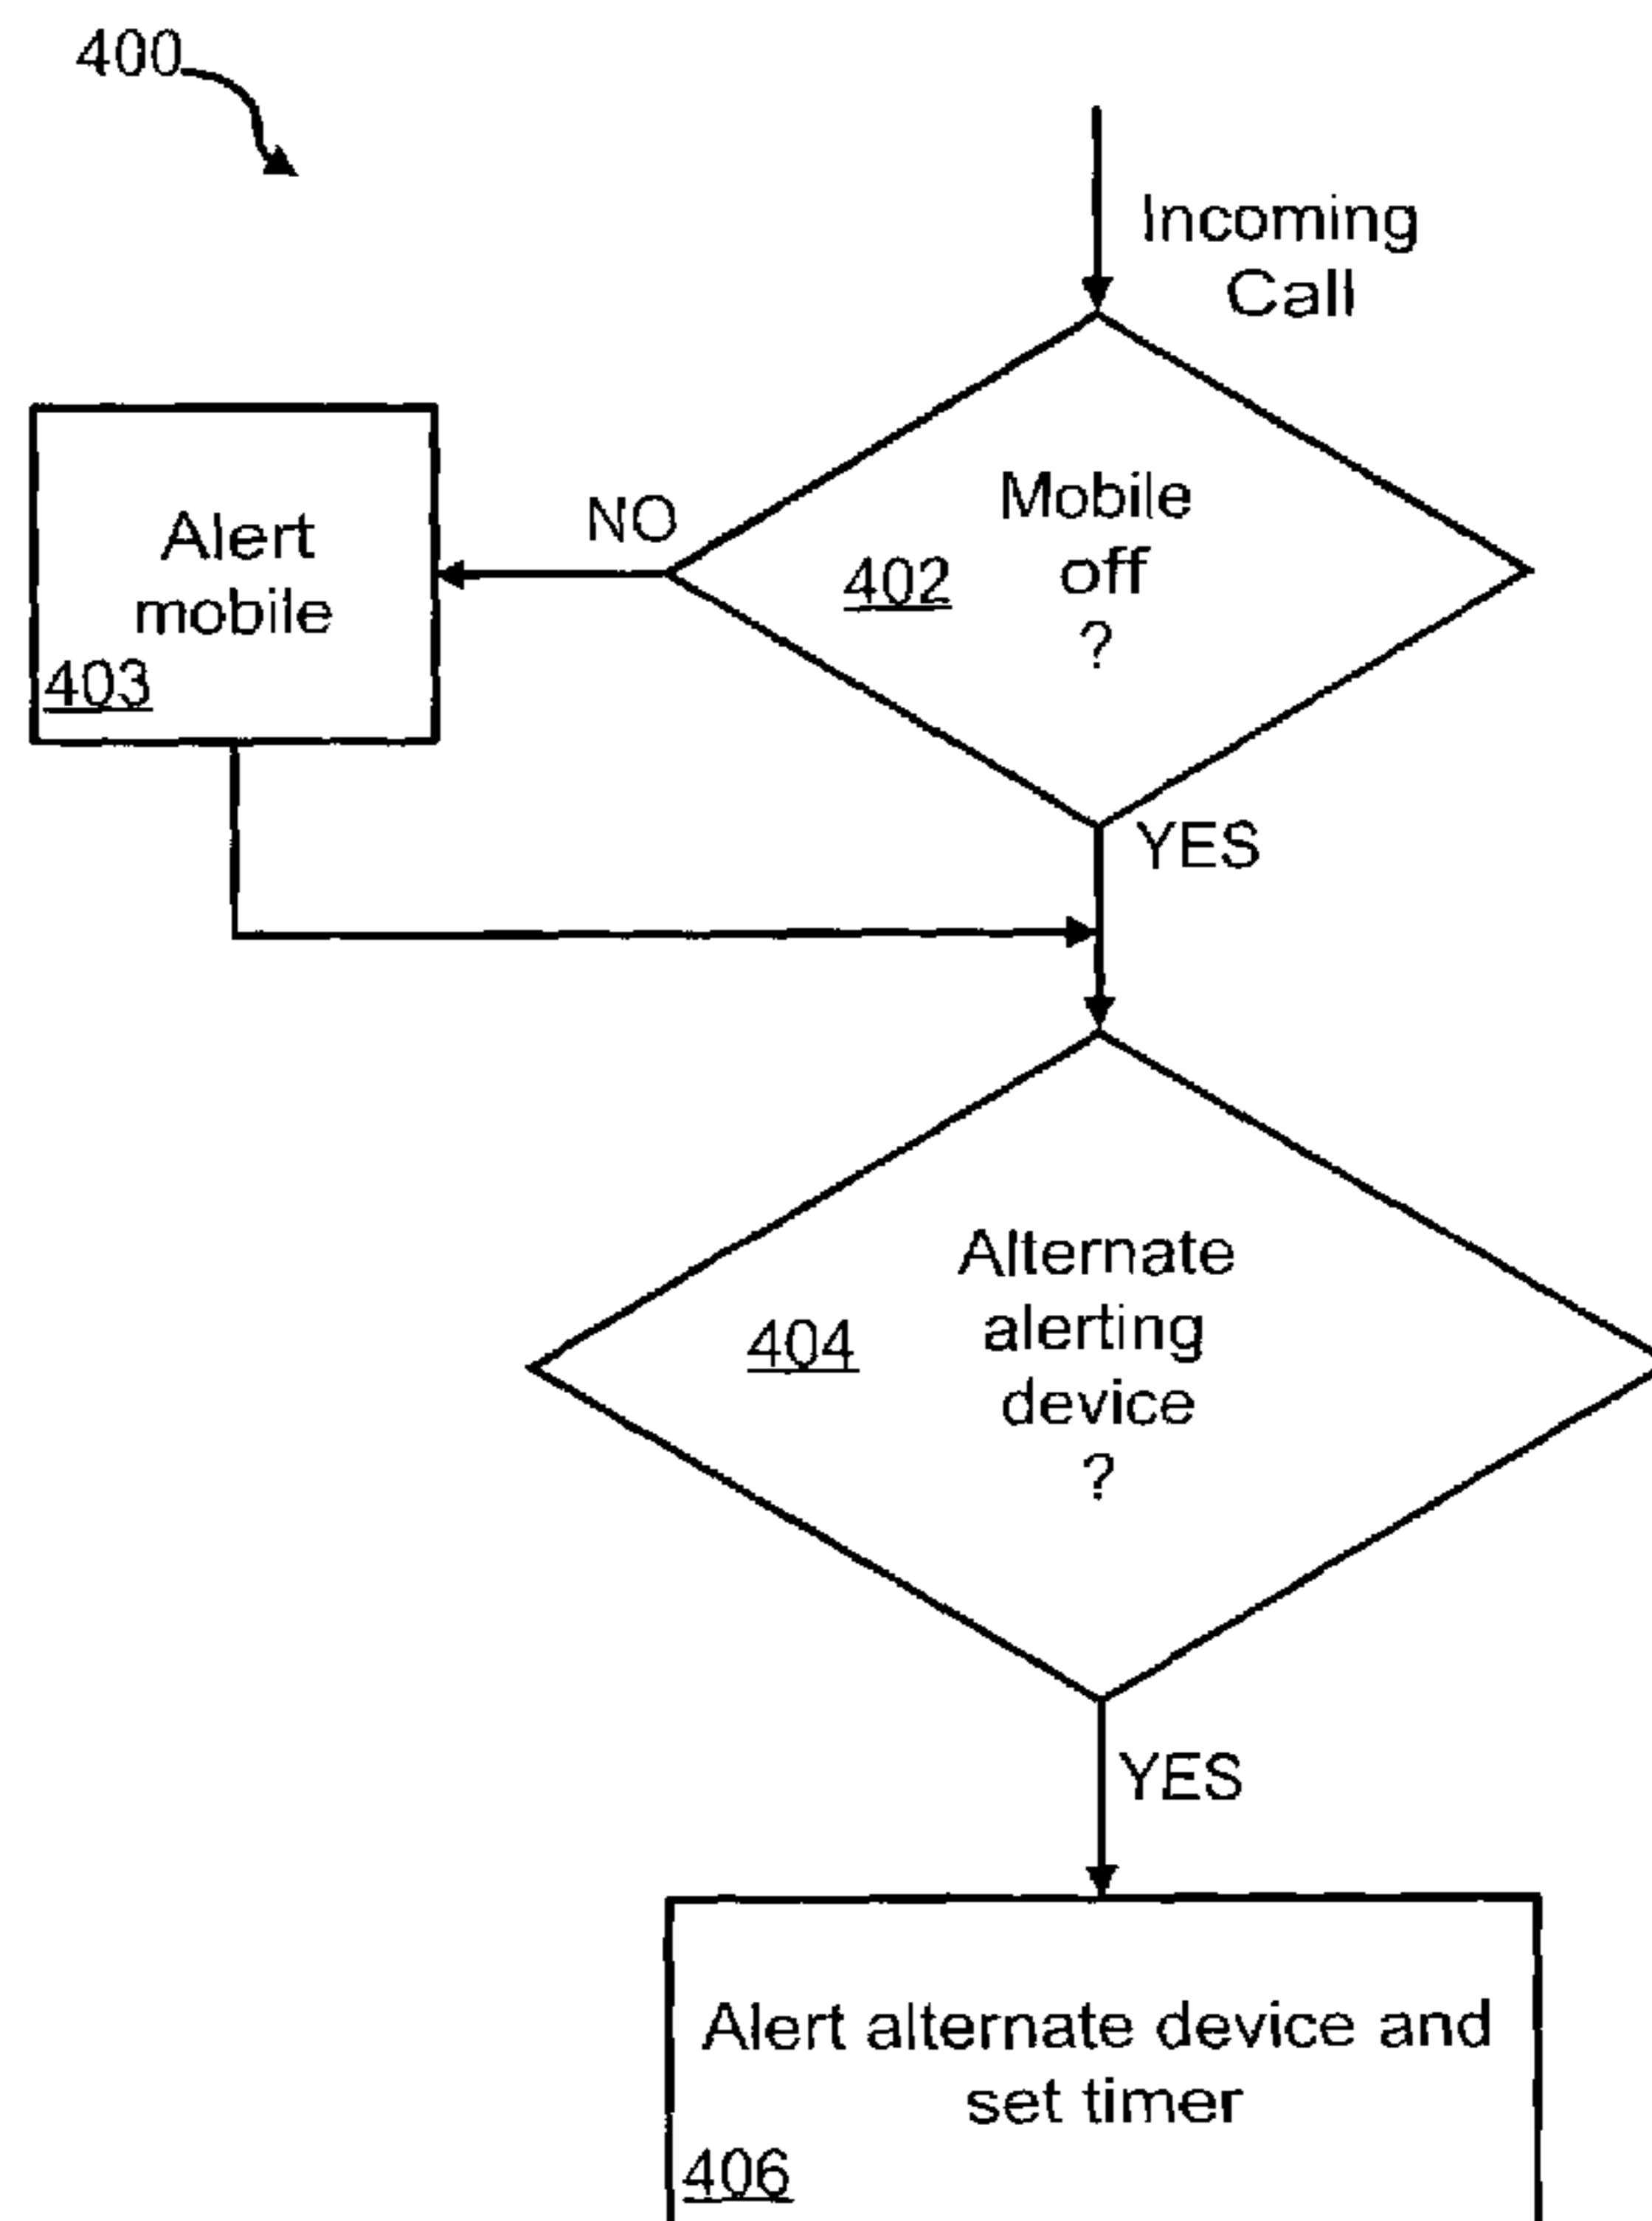 400
Incoming
Call
Mobile
off
?
402
NO
Alert
mobile
403
YES
Alternate
alerting
device
?
404
YES
Alert alternate device and
set timer
406